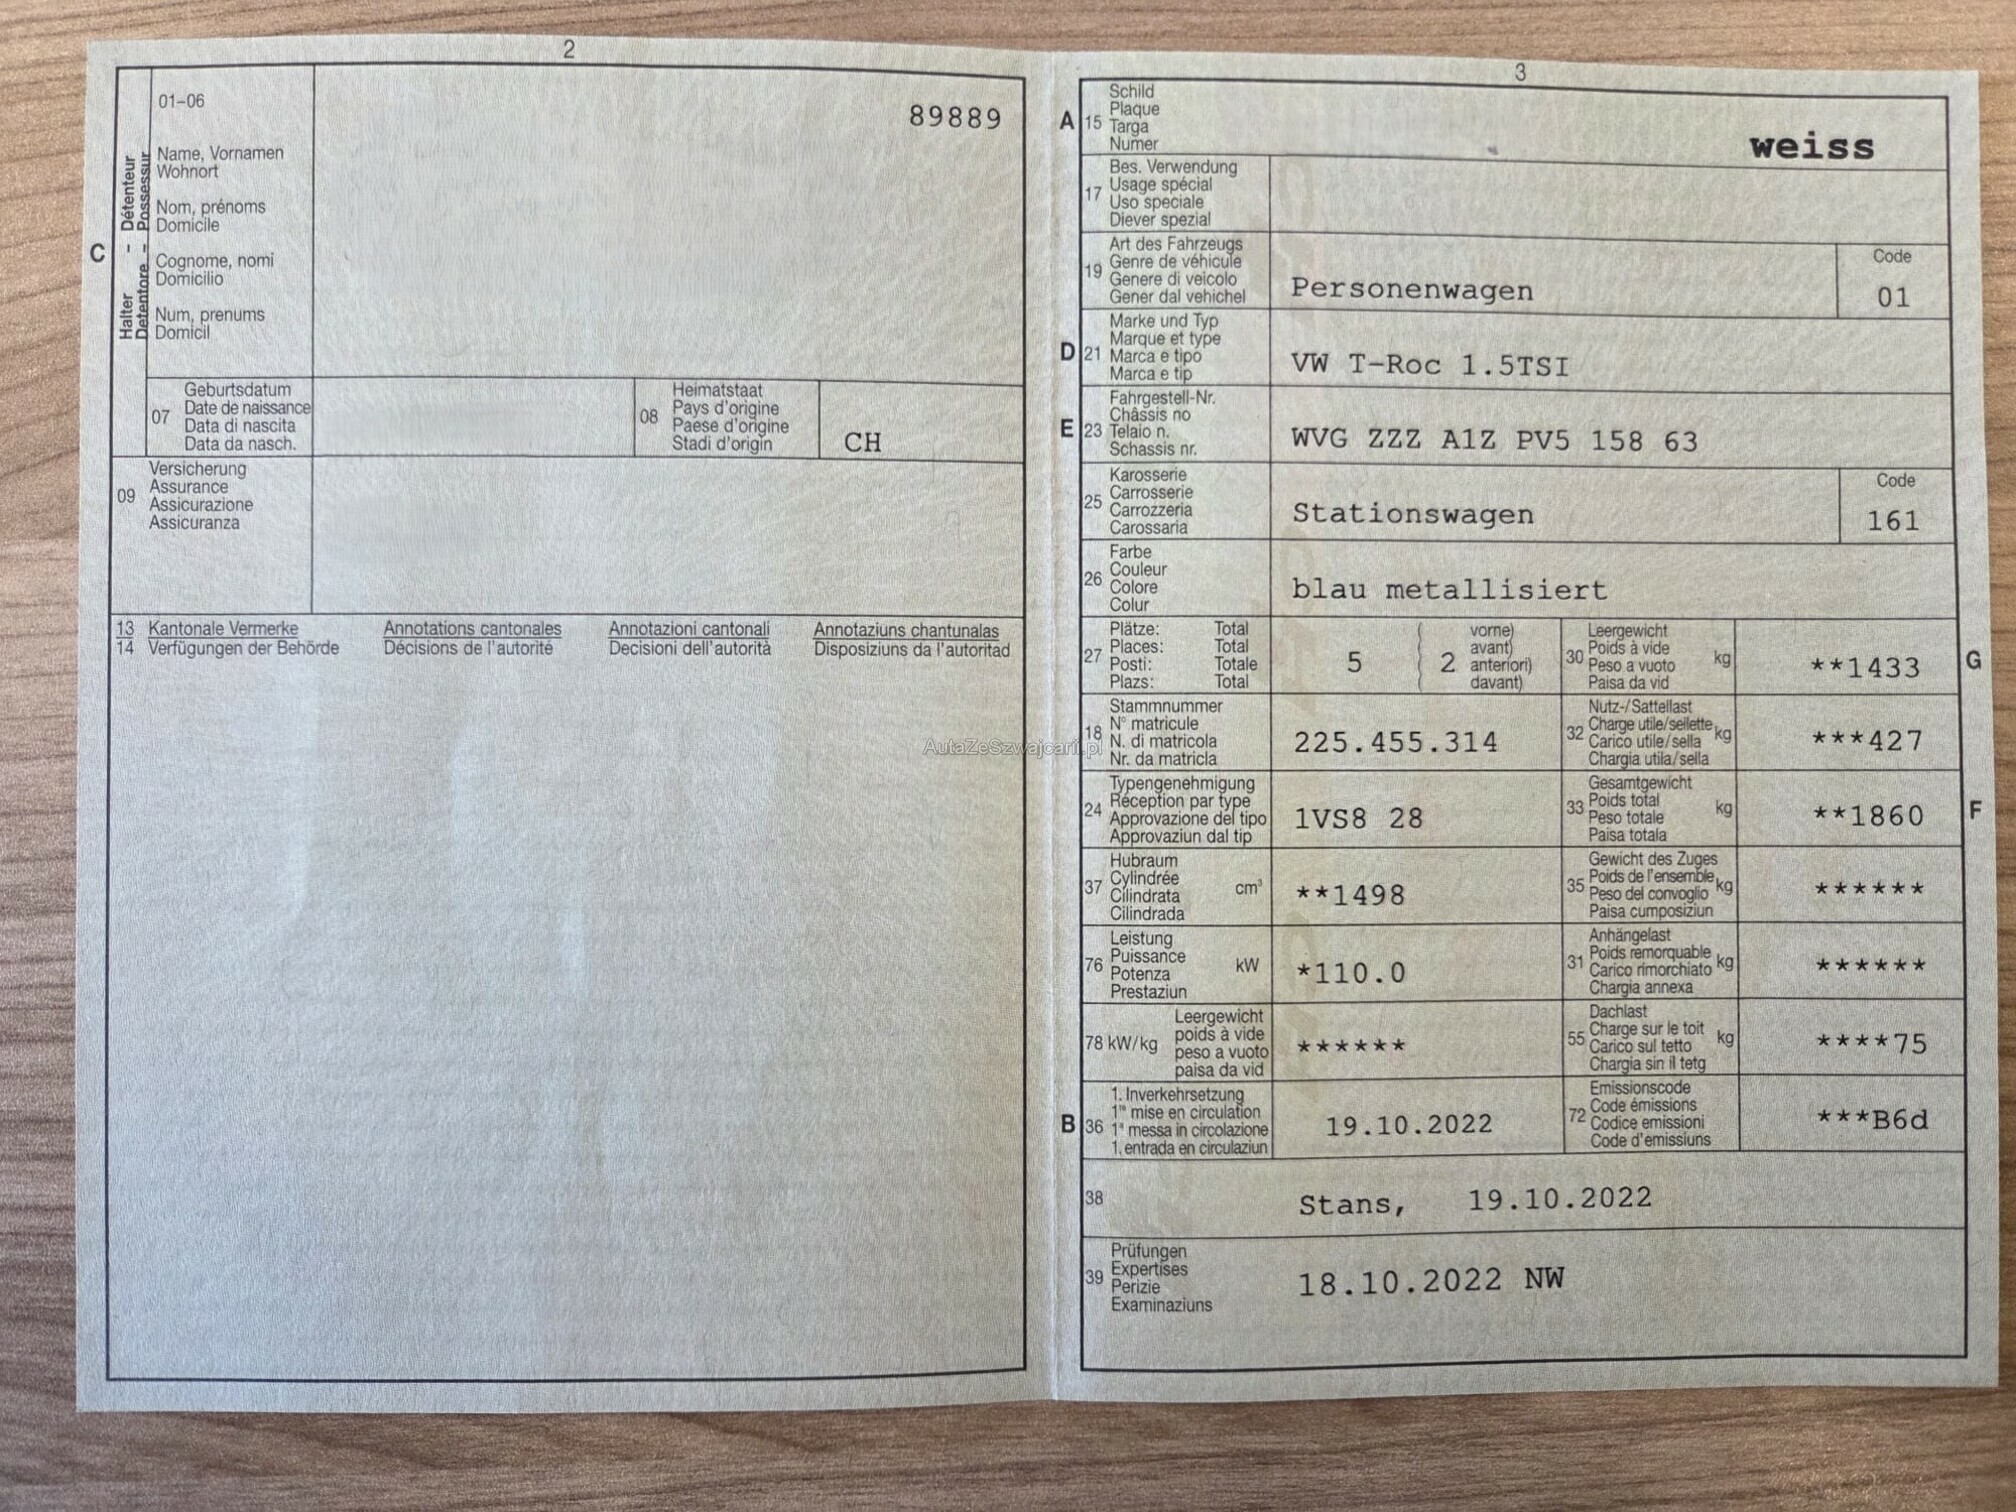 2
01-06
89889
Halter - Détenteur
Detentore - Possessur
C
Name, Vornamen
Wohnort
Nom, prénoms
Domicile
Cognome, nomi
Domicilio
Num, prenums
Domicil
07
Geburtsdatum
Date de naissance
Data di nascita
Data da nasch.
08
Heimatstaat
Pays d'origine
Paese d'origine
Stadi d'origin
CH
09
Versicherung
Assurance
Assicurazione
Assicuranza
13 Kantonale Vermerke Annotations cantonales Annotazioni cantonali Annotaziuns chantunalas
14 Verfügungen der Behörde Décisions de l'autorité Decisioni dell'autorità Disposiziuns da l'autoritad
AutaZeSzwajcarii.pl
3
A 15
Schild
Plaque
Targa
Numer
weiss
17
Bes. Verwendung
Usage spécial
Uso speciale
Diever spezial
19
Art des Fahrzeugs
Genre de véhicule
Genere di veicolo
Gener dal vehichel
Personenwagen
Code
01
D 21
Marke und Typ
Marque et type
Marca e tipo
Marca e tip
VW T-Roc 1.5TSI
E 23
Fahrgestell-Nr.
Châssis no
Telaio n.
Schassis nr.
WVG ZZZ A1Z PV5 158 63
25
Karosserie
Carrosserie
Carrozzeria
Carossaria
Stationswagen
Code
161
26
Farbe
Couleur
Colore
Colur
blau metallisiert
27
Plätze: Total
Places: Total
Posti: Totale
Plazs: Total
5
( 2
vorne)
avant)
anteriori)
davant)
30
Leergewicht
Poids à vide
Peso a vuoto
Paisa da vid
kg
**1433
G
18
Stammnummer
N° matricule
N. di matricola
Nr. da matricla
225.455.314
32
Nutz-/Sattellast
Charge utile/sellette
Carico utile/sella
Chargia utila/sella
kg
***427
24
Typengenehmigung
Réception par type
Approvazione del tipo
Approvaziun dal tip
1VS8 28
33
Gesamtgewicht
Poids total
Peso totale
Paisa totala
kg
**1860
F
37
Hubraum
Cylindrée
Cilindrata
Cilindrada
cm³
**1498
35
Gewicht des Zuges
Poids de l'ensemble
Peso del convoglio
Paisa cumposiziun
kg
******
76
Leistung
Puissance
Potenza
Prestaziun
kW
*110.0
31
Anhängelast
Poids remorquable
Carico rimorchiato
Chargia annexa
kg
******
78 kW/kg
Leergewicht
poids à vide
peso a vuoto
paisa da vid
******
55
Dachlast
Charge sur le toit
Carico sul tetto
Chargia sin il tetg
kg
****75
B 36
1. Inverkehrsetzung
1re mise en circulation
1a messa in circolazione
1. entrada en circulaziun
19.10.2022
72
Emissionscode
Code émissions
Codice emissioni
Code d'emissiuns
***B6d
38
Stans, 19.10.2022
39
Prüfungen
Expertises
Perizie
Examinaziuns
18.10.2022 NW